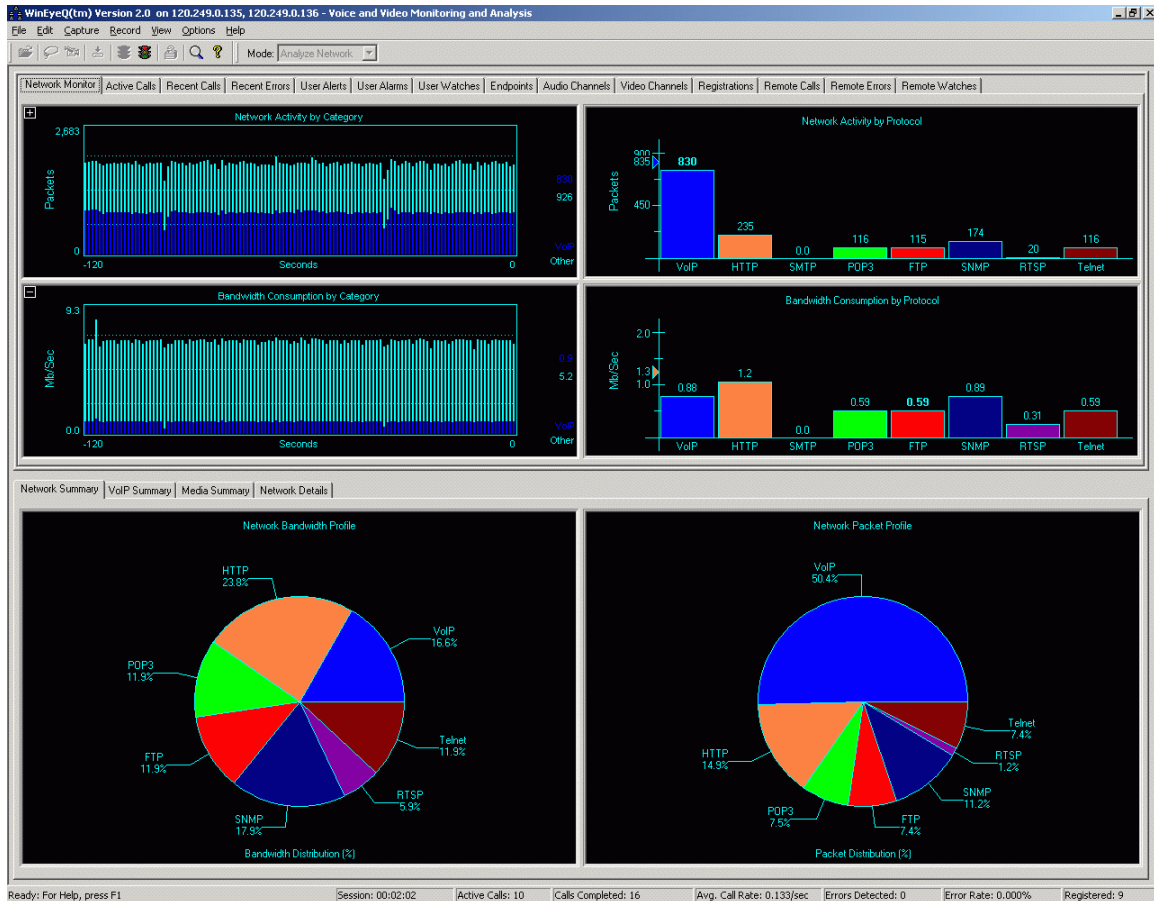 WinEyeQ(tm) Version 2.0 on 120.249.0.135, 120.249.0.136 - Voice and Video Monitoring and Analysis
File Edit Capture Record View Options Help
Mode: Analyze Network
Network Monitor Active Calls Recent Calls Recent Errors User Alerts User Alarms User Watches Endpoints Audio Channels Video Channels Registrations Remote Calls Remote Errors Remote Watches
Network Activity by Category
2,683
Packets
0
-120
Seconds
0
830
926
VoIP
Other
Network Activity by Protocol
Packets
900
835
450
830
235
0.0
116
115
174
20
116
VoIP HTTP SMTP POP3 FTP SNMP RTSP Telnet
Bandwidth Consumption by Category
9.3
Mb/Sec
0.0
-120
Seconds
0
0.9
5.2
VoIP
Other
Bandwidth Consumption by Protocol
Mb/Sec
2.0
1.3
1.0
0.88
1.2
0.0
0.59
0.59
0.89
0.31
0.59
VoIP HTTP SMTP POP3 FTP SNMP RTSP Telnet
Network Summary VoIP Summary Media Summary Network Details
Network Bandwidth Profile
HTTP
23.8%
VoIP
16.6%
POP3
11.9%
FTP
11.9%
Telnet
11.9%
RTSP
5.9%
SNMP
17.9%
Bandwidth Distribution (%)
Network Packet Profile
VoIP
50.4%
HTTP
14.9%
POP3
7.5%
FTP
7.4%
SNMP
11.2%
RTSP
1.2%
Telnet
7.4%
Packet Distribution (%)
Ready: For Help, press F1
Session: 00:02:02
Active Calls: 10
Calls Completed: 16
Avg. Call Rate: 0.133/sec
Errors Detected: 0
Error Rate: 0.000%
Registered: 9